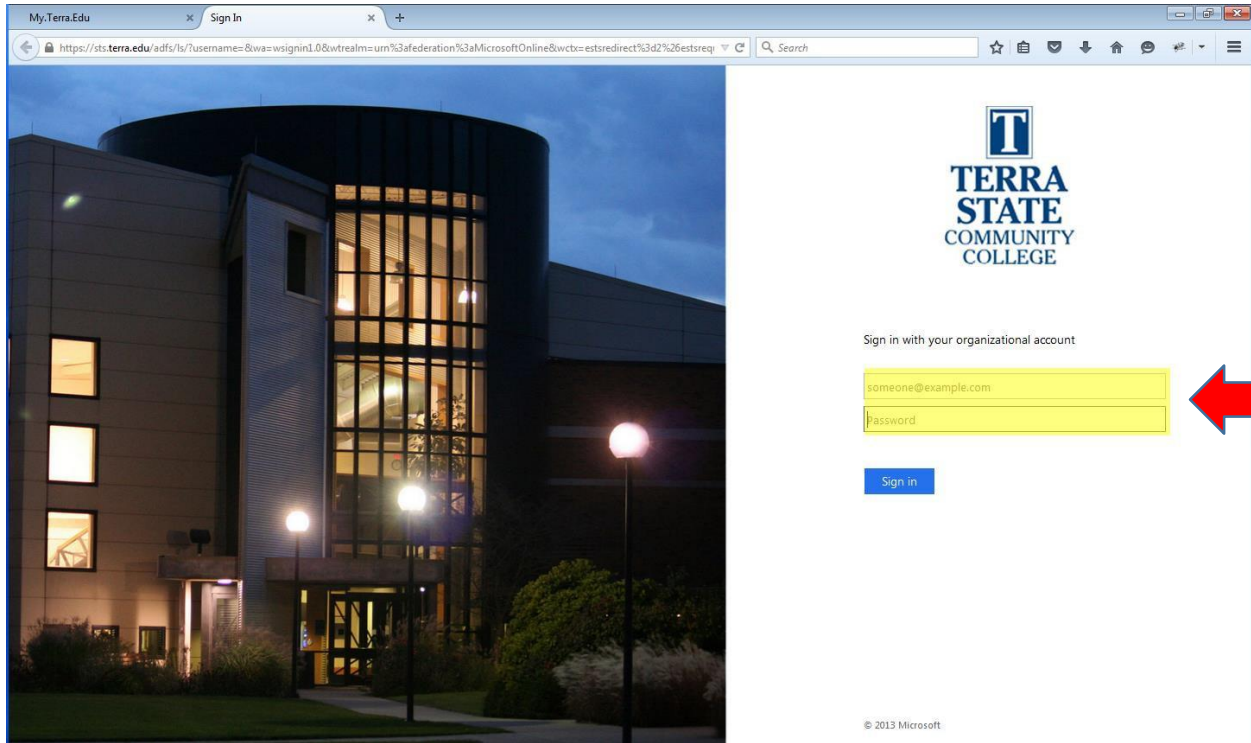 My.Terra.Edu
Sign In
https://sts.terra.edu/adfs/ls/?username=&wa=wsignin1.0&wtrealm=urn%3afederation%3aMicrosoftOnline&wctx=estsredirect%3d2%26estsreq
Search
T
TERRA
STATE
COMMUNITY
COLLEGE
Sign in with your organizational account
someone@example.com
Password
Sign in
© 2013 Microsoft